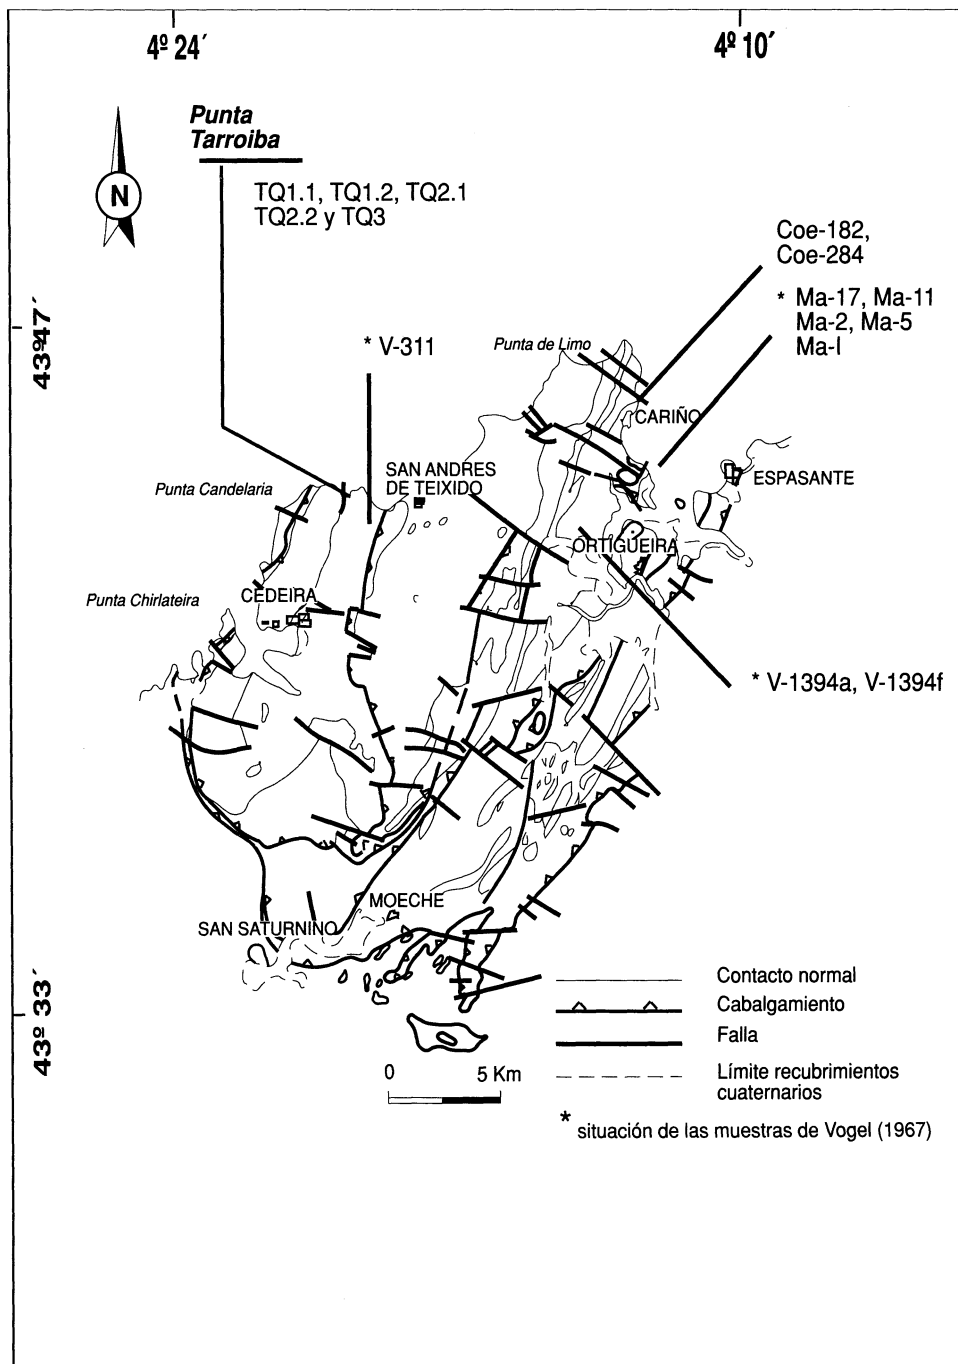 4º 24´
4º 10´
Punta
Tarroiba
N
TQ1.1, TQ1.2, TQ2.1
TQ2.2 y TQ3
Coe-182,
Coe-284
* Ma-17, Ma-11
Ma-2, Ma-5
Ma-I
43º47´
* V-311
Punta de Limo
CARIÑO
SAN ANDRES
DE TEIXIDO
ESPASANTE
Punta Candelaria
ORTIGUEIRA
CEDEIRA
Punta Chirlateira
* V-1394a, V-1394f
MOECHE
SAN SATURNINO
43º 33´
Contacto normal
Cabalgamiento
Falla
0 5 Km
Límite recubrimientos
cuaternarios
* situación de las muestras de Vogel (1967)